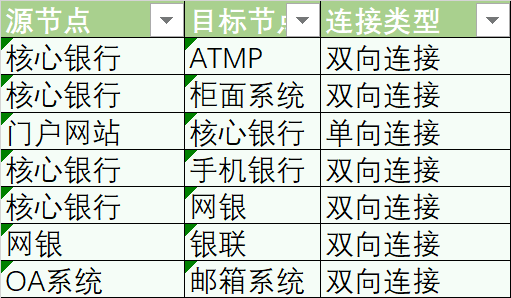 源节点 目标节点 连接类型
核心银行 ATMP 双向连接
核心银行 柜面系统 双向连接
门户网站 核心银行 单向连接
核心银行 手机银行 双向连接
核心银行 网银 双向连接
网银 银联 双向连接
OA系统 邮箱系统 双向连接